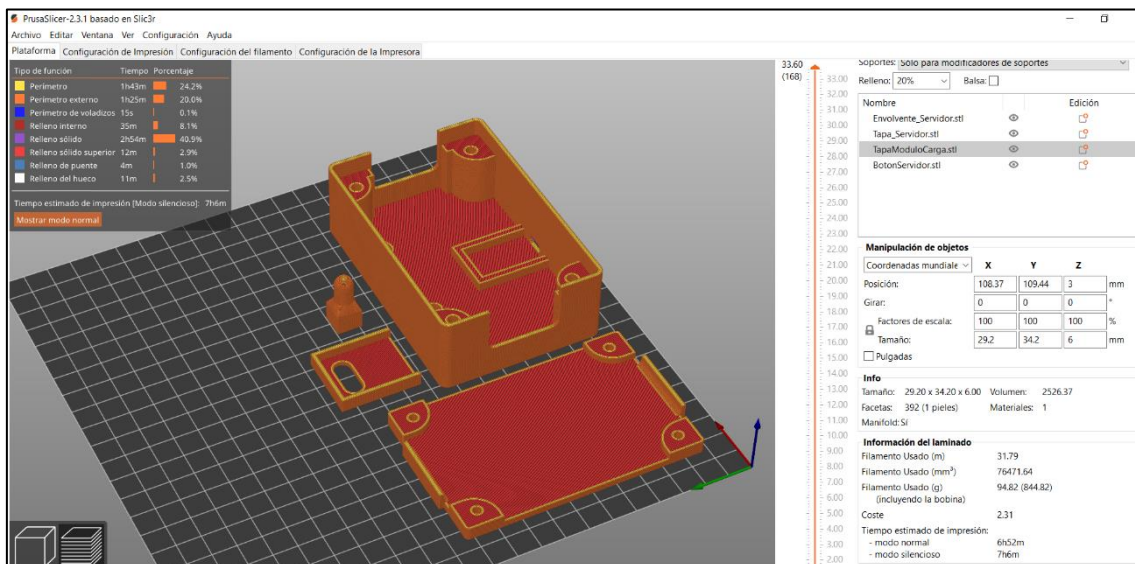 PrusaSlicer-2.3.1 basado en Slic3r
Archivo Editar Ventana Ver Configuración Ayuda
Plataforma Configuración de Impresión Configuración del filamento Configuración de la Impresora
Tipo de función Tiempo Porcentaje
Perímetro 1h43m 24.2%
Perímetro externo 1h25m 20.0%
Perímetro de voladizos 15s 0.1%
Relleno interno 35m 8.1%
Relleno sólido 2h54m 40.9%
Relleno sólido superior 12m 2.9%
Relleno de puente 4m 1.0%
Relleno del hueco 11m 2.5%
Tiempo estimado de impresión [Modo silencioso]: 7h6m
Mostrar modo normal
33.60
(168)
33.00
32.00
31.00
30.00
29.00
28.00
27.00
26.00
25.00
24.00
23.00
22.00
21.00
20.00
19.00
18.00
17.00
16.00
15.00
14.00
13.00
12.00
11.00
10.00
9.00
8.00
7.00
6.00
5.00
4.00
3.00
2.00
Soportes: Sólo para modificadores de soportes
Relleno: 20% Balsa:
Nombre Edición
Envolvente_Servidor.stl
Tapa_Servidor.stl
TapaModuloCarga.stl
BotonServidor.stl
Manipulación de objetos
Coordenadas mundiale X Y Z
Posición: 108.37 109.44 3 mm
Girar: 0 0 0 °
Factores de escala: 100 100 100 %
Tamaño: 29.2 34.2 6 mm
Pulgadas
Info
Tamaño: 29.20 x 34.20 x 6.00 Volumen: 2526.37
Facetas: 392 (1 pieles) Materiales: 1
Manifold: Sí
Información del laminado
Filamento Usado (m) 31.79
Filamento Usado (mm³) 76471.64
Filamento Usado (g) 94.82 (844.82)
(incluyendo la bobina)
Coste 2.31
Tiempo estimado de impresión:
- modo normal 6h52m
- modo silencioso 7h6m